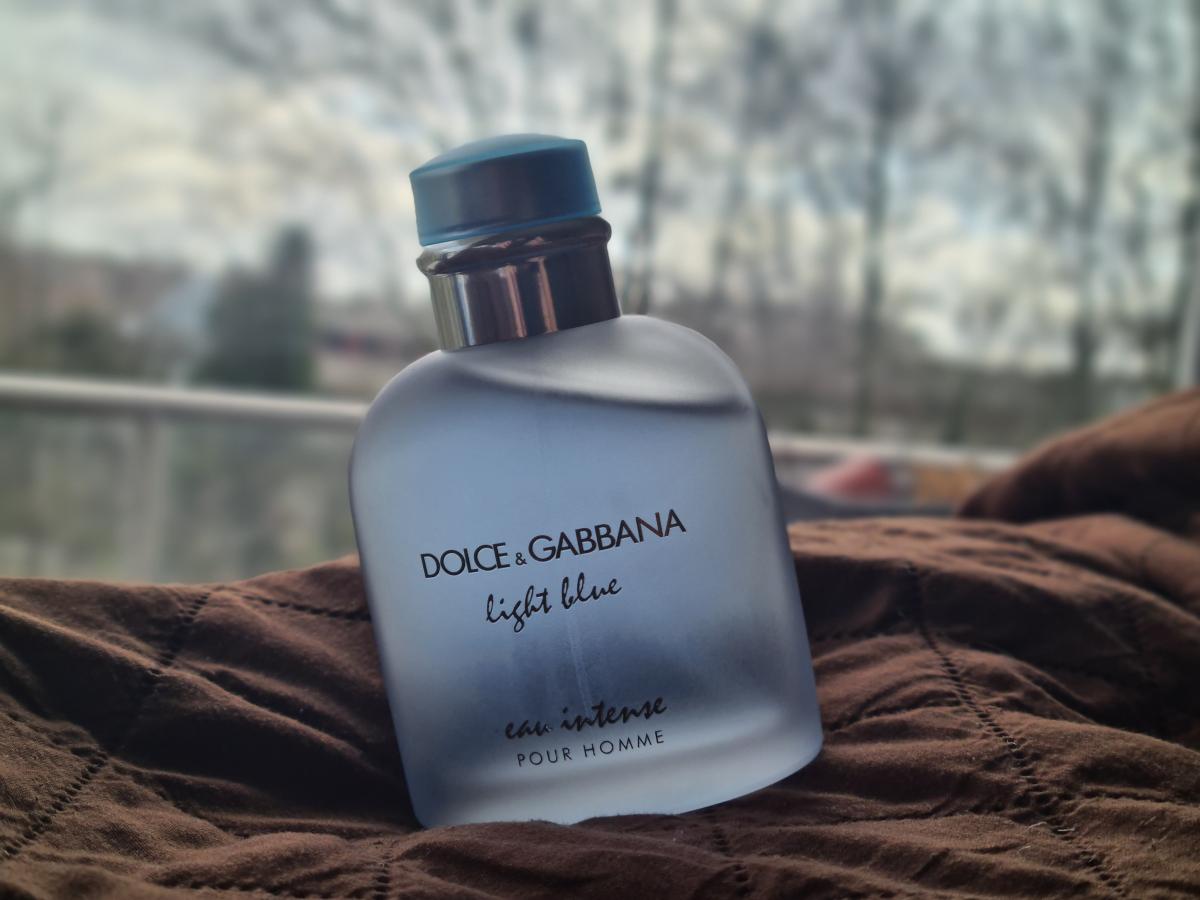 DOLCE & GABBANA
light blue
eau intense
POUR HOMME